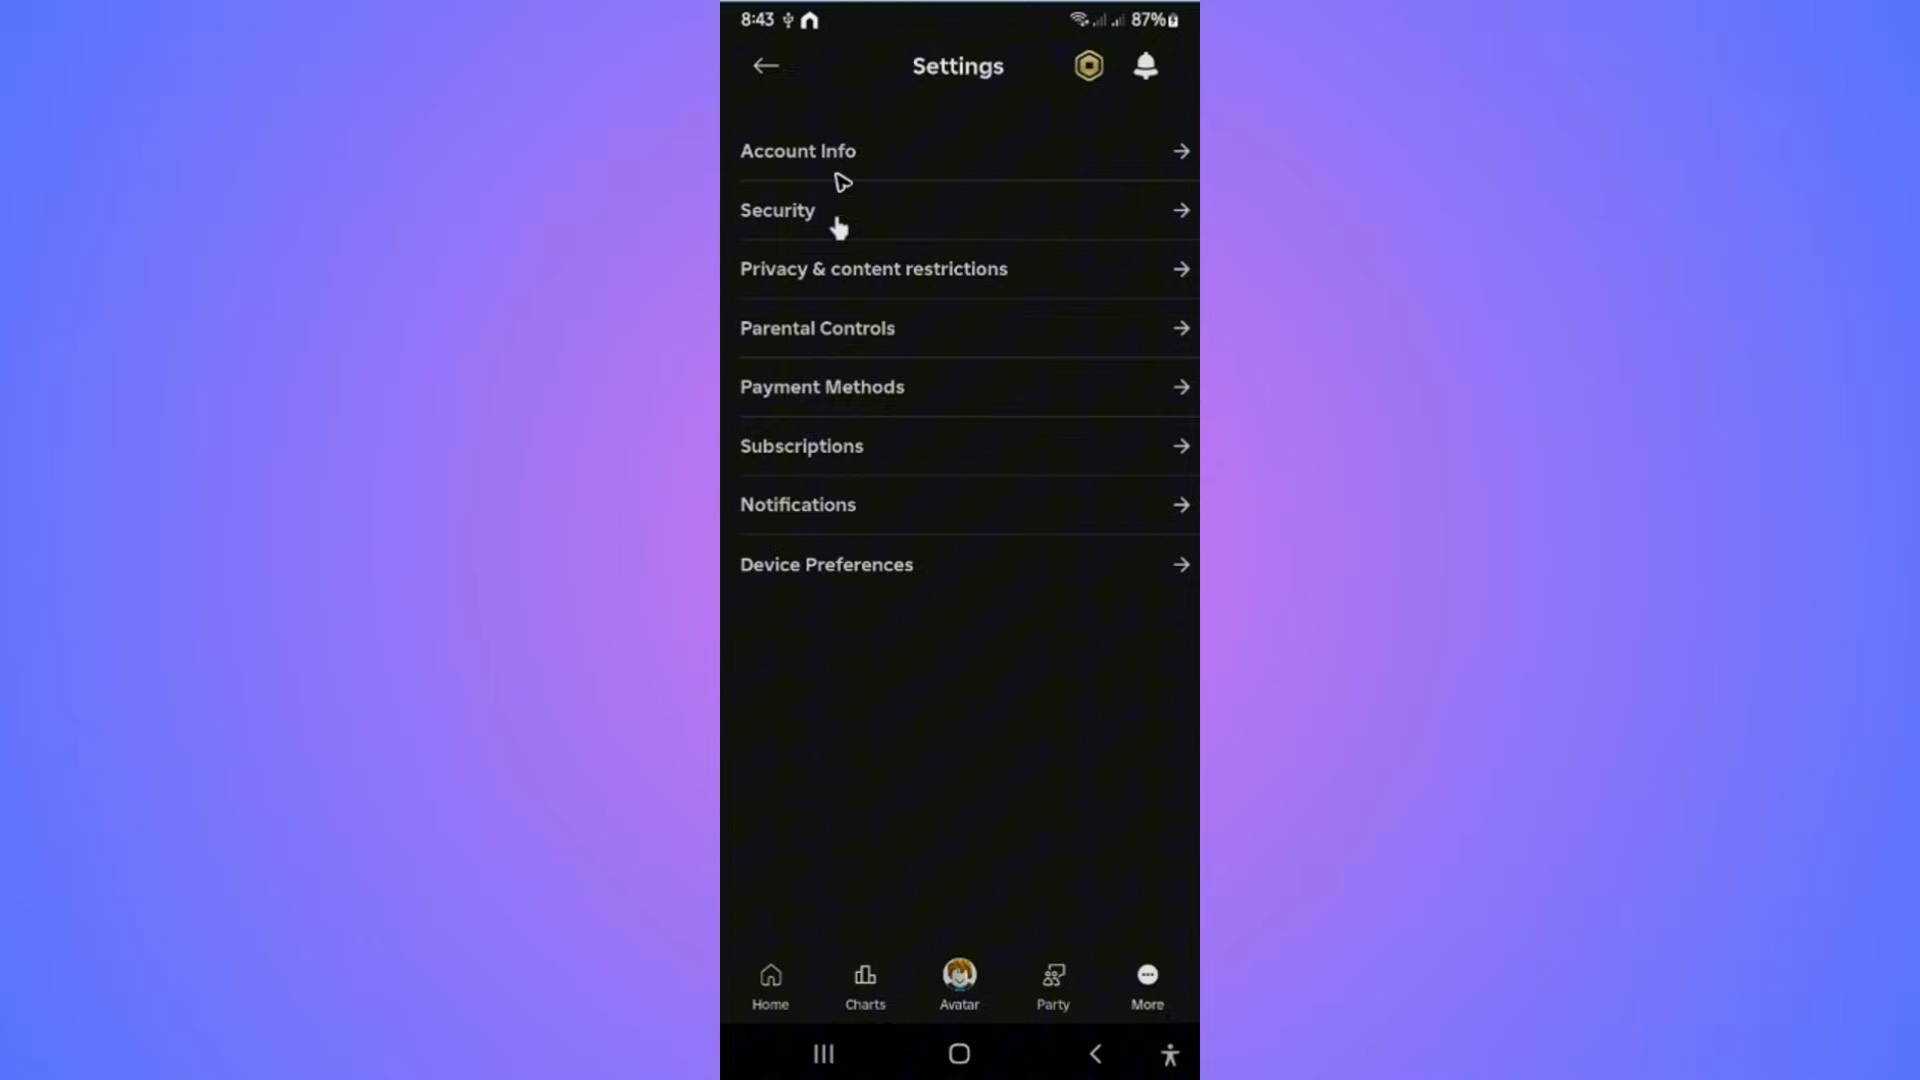 8:43 87%
Settings
Account Info
Security
Privacy & content restrictions
Parental Controls
Payment Methods
Subscriptions
Notifications
Device Preferences
Home Charts Avatar Party More